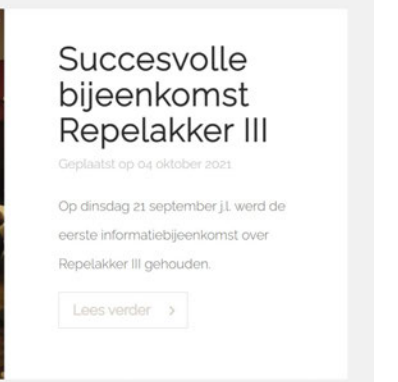 Succesvolle
bijeenkomst
Repelakker III
Geplaatst op 04 oktober 2021
Op dinsdag 21 september j.l. werd de
eerste informatiebijeenkomst over
Repelakker III gehouden.
Lees verder >